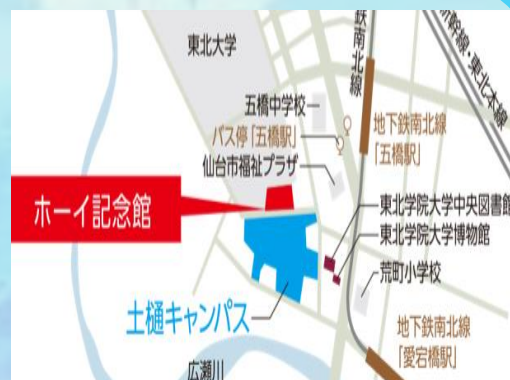 新幹線・東北本線
鉄南北線
東北大学
五橋中学校
バス停「五橋駅」
地下鉄南北線
「五橋駅」
仙台市福祉プラザ
ホーイ記念館
東北学院大学中央図書館
東北学院大学博物館
荒町小学校
土樋キャンパス
地下鉄南北線
「愛宕橋駅」
広瀬川